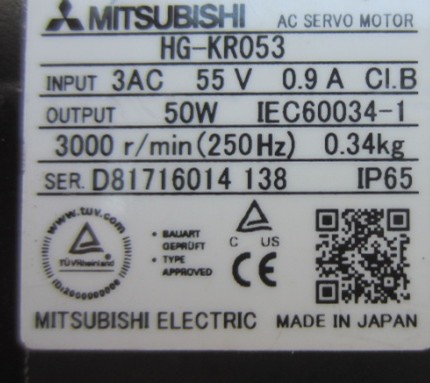 MITSUBISHI AC SERVO MOTOR
HG-KR053
INPUT 3AC 55 V 0.9 A Cl.B
OUTPUT 50W IEC60034-1
3000 r/min(250Hz) 0.34kg
SER. D81716014 138 IP65
www.tuv.com
TÜVRheinland
• BAUART
GEPRÜFT
• TYPE
APPROVED
C US
CE
MITSUBISHI ELECTRIC MADE IN JAPAN